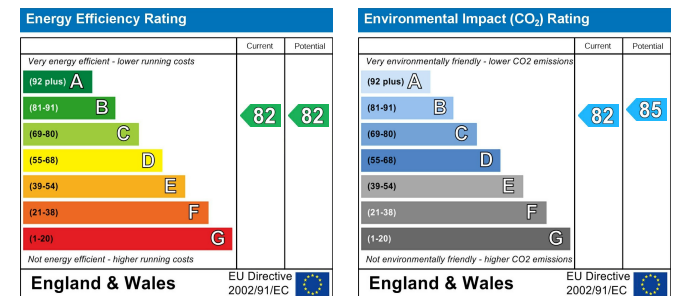 Energy Efficiency Rating
Current Potential
Very energy efficient - lower running costs
(92 plus) A
(81-91) B
82 82
(69-80) C
(55-68) D
(39-54) E
(21-38) F
(1-20) G
Not energy efficient - higher running costs
England & Wales
EU Directive
2002/91/EC
Environmental Impact (CO₂) Rating
Current Potential
Very environmentally friendly - lower CO2 emissions
(92 plus) A
(81-91) B
82 85
(69-80) C
(55-68) D
(39-54) E
(21-38) F
(1-20) G
Not environmentally friendly - higher CO2 emissions
England & Wales
EU Directive
2002/91/EC